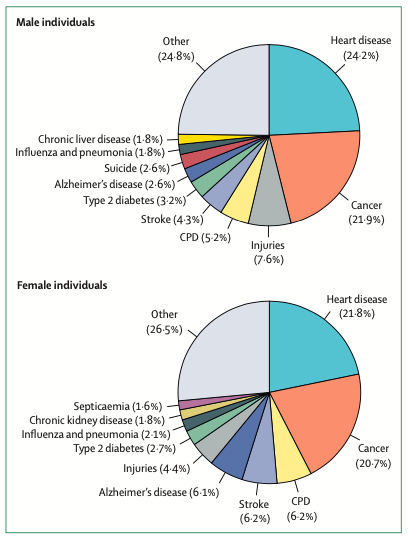 Male individuals
Other
(24·8%)
Heart disease
(24·2%)
Chronic liver disease (1·8%)
Influenza and pneumonia (1·8%)
Suicide (2·6%)
Alzheimer's disease (2·6%)
Type 2 diabetes (3·2%)
Stroke (4·3%)
CPD (5·2%)
Injuries
(7·6%)
Cancer
(21·9%)
Female individuals
Other
(26·5%)
Heart disease
(21·8%)
Septicaemia (1·6%)
Chronic kidney disease (1·8%)
Influenza and pneumonia (2·1%)
Type 2 diabetes (2·7%)
Injuries (4·4%)
Alzheimer's disease (6·1%)
Stroke
(6·2%)
CPD
(6·2%)
Cancer
(20·7%)